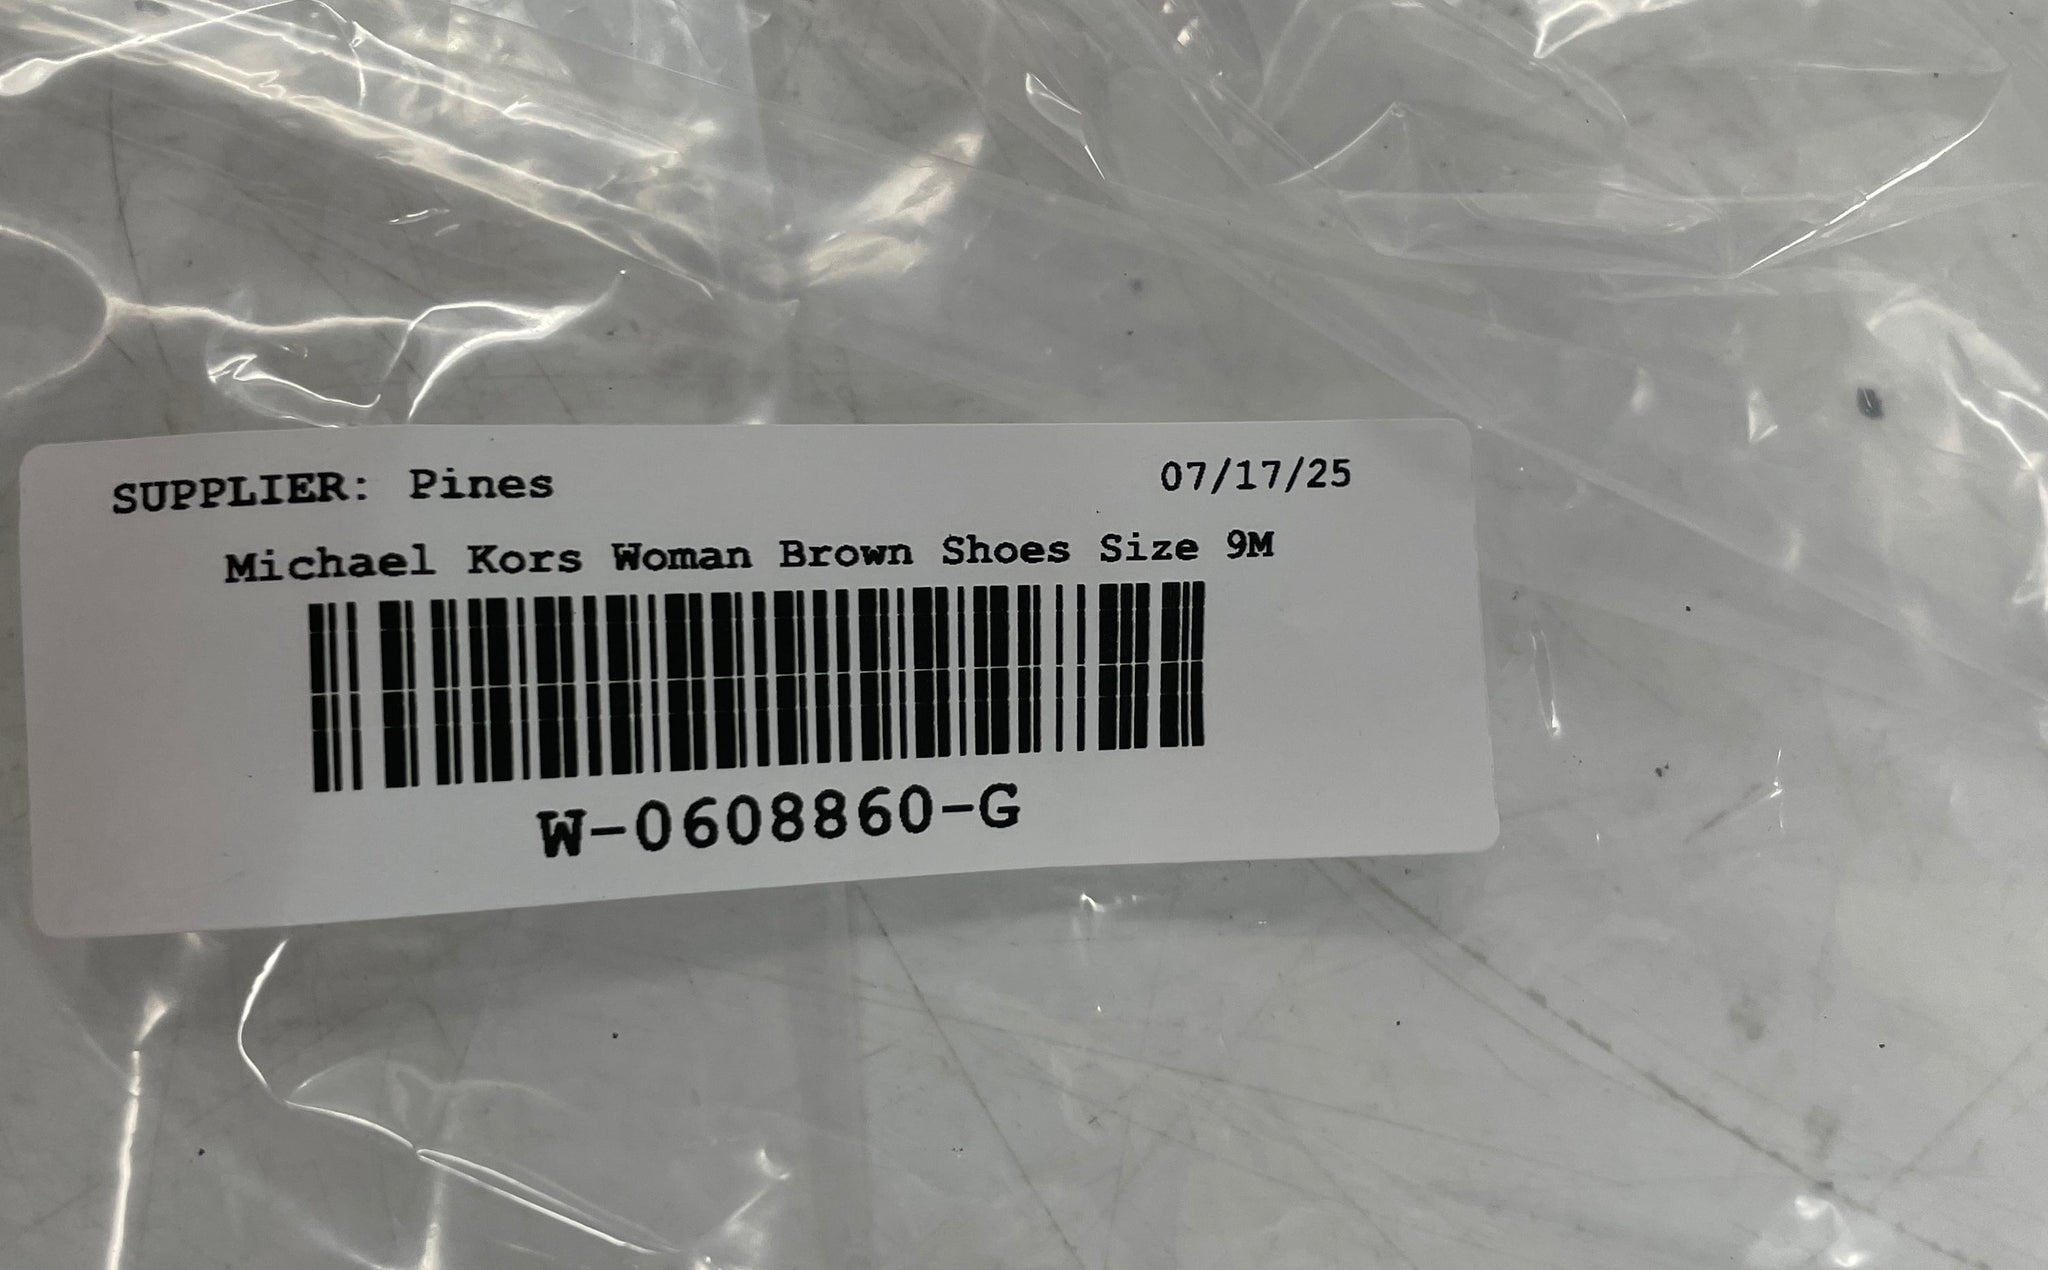 SUPPLIER: Pines 07/17/25
Michael Kors Woman Brown Shoes Size 9M
W-0608860-G